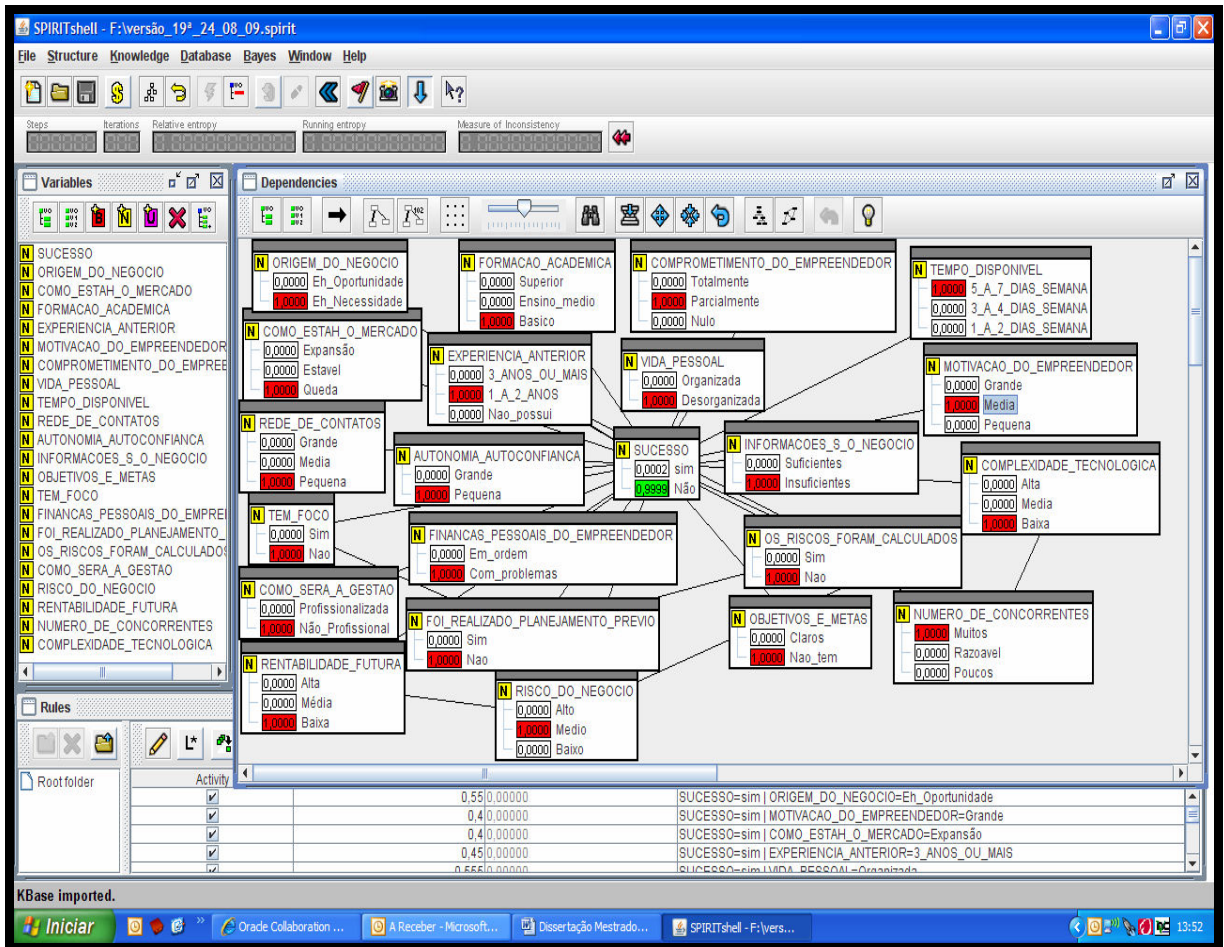 SPIRITshell - F:\versão_19ª_24_08_09.spirit
File Structure Knowledge Database Bayes Window Help
Steps Iterations Relative entropy Running entropy Measure of Inconsistency
Variables
Dependencies
SUCESSO
ORIGEM_DO_NEGOCIO
COMO_ESTAH_O_MERCADO
FORMACAO_ACADEMICA
EXPERIENCIA_ANTERIOR
MOTIVACAO_DO_EMPREENDEDOR
COMPROMETIMENTO_DO_EMPREE
VIDA_PESSOAL
TEMPO_DISPONIVEL
REDE_DE_CONTATOS
AUTONOMIA_AUTOCONFIANCA
INFORMACOES_S_O_NEGOCIO
OBJETIVOS_E_METAS
TEM_FOCO
FINANCAS_PESSOAIS_DO_EMPREI
FOI_REALIZADO_PLANEJAMENTO_
OS_RISCOS_FORAM_CALCULADOS
COMO_SERA_A_GESTAO
RISCO_DO_NEGOCIO
RENTABILIDADE_FUTURA
NUMERO_DE_CONCORRENTES
COMPLEXIDADE_TECNOLOGICA
N ORIGEM_DO_NEGOCIO
0,0000 Eh_Oportunidade
1,0000 Eh_Necessidade
N FORMACAO_ACADEMICA
0,0000 Superior
0,0000 Ensino_medio
1,0000 Basico
N COMPROMETIMENTO_DO_EMPREENDEDOR
0,0000 Totalmente
1,0000 Parcialmente
0,0000 Nulo
N TEMPO_DISPONIVEL
1,0000 5_A_7_DIAS_SEMANA
0,0000 3_A_4_DIAS_SEMANA
0,0000 1_A_2_DIAS_SEMANA
N COMO_ESTAH_O_MERCADO
0,0000 Expansão
0,0000 Estavel
1,0000 Queda
N EXPERIENCIA_ANTERIOR
0,0000 3_ANOS_OU_MAIS
1,0000 1_A_2_ANOS
0,0000 Nao_possui
N VIDA_PESSOAL
0,0000 Organizada
1,0000 Desorganizada
N MOTIVACAO_DO_EMPREENDEDOR
0,0000 Grande
1,0000 Media
0,0000 Pequena
N REDE_DE_CONTATOS
0,0000 Grande
0,0000 Media
1,0000 Pequena
N AUTONOMIA_AUTOCONFIANCA
0,0000 Grande
1,0000 Pequena
N SUCESSO
0,0002 sim
0,9999 Não
N INFORMACOES_S_O_NEGOCIO
0,0000 Suficientes
1,0000 Insuficientes
N COMPLEXIDADE_TECNOLOGICA
0,0000 Alta
0,0000 Media
1,0000 Baixa
N TEM_FOCO
0,0000 Sim
1,0000 Nao
N FINANCAS_PESSOAIS_DO_EMPREENDEDOR
0,0000 Em_ordem
1,0000 Com_problemas
N OS_RISCOS_FORAM_CALCULADOS
0,0000 Sim
1,0000 Nao
N COMO_SERA_A_GESTAO
0,0000 Profissionalizada
1,0000 Não_Profissional
N FOI_REALIZADO_PLANEJAMENTO_PREVIO
0,0000 Sim
1,0000 Nao
N OBJETIVOS_E_METAS
0,0000 Claros
1,0000 Nao_tem
N NUMERO_DE_CONCORRENTES
1,0000 Muitos
0,0000 Razoavel
0,0000 Poucos
N RENTABILIDADE_FUTURA
0,0000 Alta
0,0000 Média
1,0000 Baixa
N RISCO_DO_NEGOCIO
0,0000 Alto
1,0000 Medio
0,0000 Baixo
Rules
Root folder
Activity
0,55 0,00000 SUCESSO=sim | ORIGEM_DO_NEGOCIO=Eh_Oportunidade
0,4 0,00000 SUCESSO=sim | MOTIVACAO_DO_EMPREENDEDOR=Grande
0,4 0,00000 SUCESSO=sim | COMO_ESTAH_O_MERCADO=Expansão
0,45 0,00000 SUCESSO=sim | EXPERIENCIA_ANTERIOR=3_ANOS_OU_MAIS
0,555 0,00000 SUCESSO=sim | VIDA_PESSOAL=Organizada
KBase imported.
Iniciar Oracle Collaboration ... A Receber - Microsoft... Dissertação Mestrado... SPIRITshell - F:\vers... 13:52